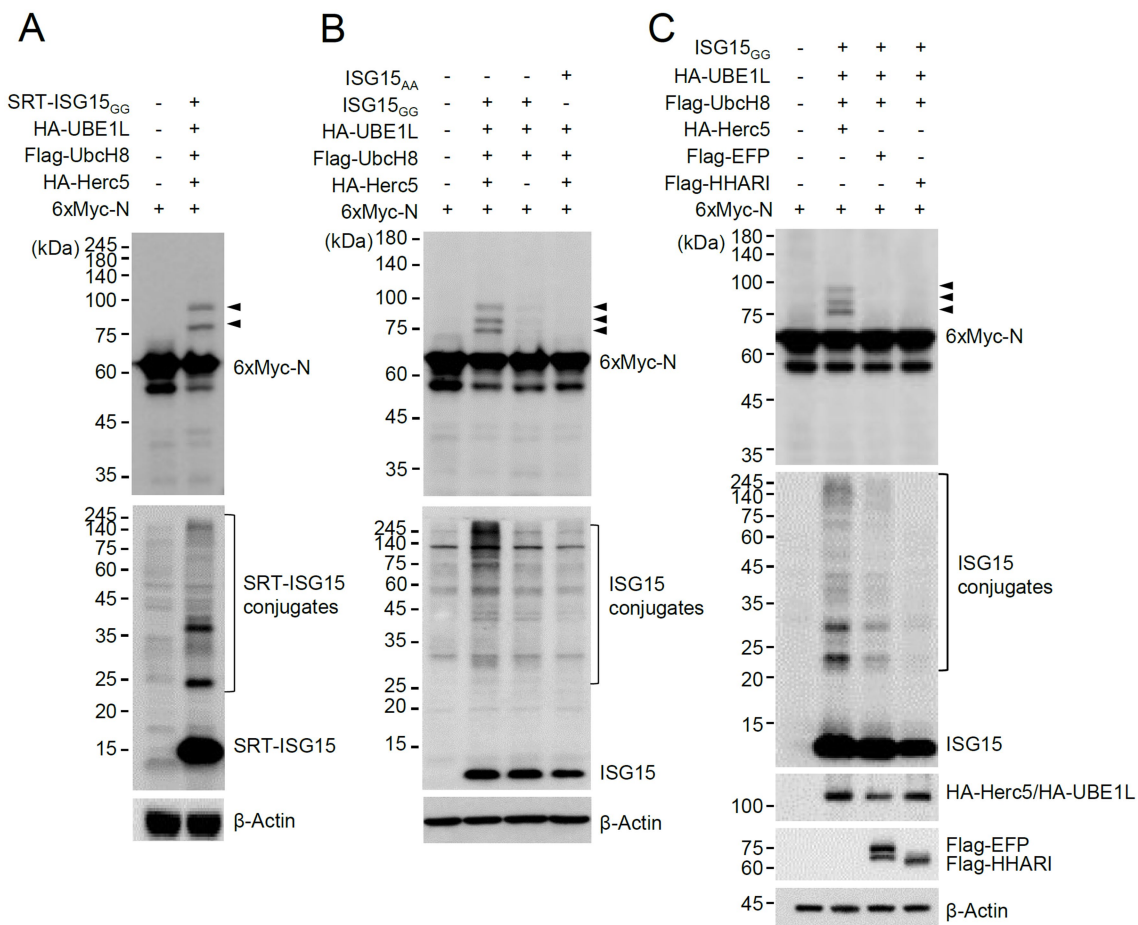 A
SRT-ISG15GG - +
HA-UBE1L - +
Flag-UbcH8 - +
HA-Herc5 - +
6xMyc-N + +
(kDa)
245
180
140
100
75
60
45
35
6xMyc-N
245
140
75
60
45
35
25
20
15
SRT-ISG15
conjugates
SRT-ISG15
β-Actin
B
ISG15AA - - - +
ISG15GG - + + -
HA-UBE1L - + + +
Flag-UbcH8 - + + +
HA-Herc5 - + - +
6xMyc-N + + + +
(kDa)
180
140
100
75
60
45
35
6xMyc-N
245
140
75
60
45
35
25
20
15
ISG15
conjugates
ISG15
β-Actin
C
ISG15GG - + + +
HA-UBE1L - + + +
Flag-UbcH8 - + + +
HA-Herc5 - + - -
Flag-EFP - - + -
Flag-HHARI - - - +
6xMyc-N + + + +
(kDa)
180
140
100
75
60
45
35
6xMyc-N
245
140
75
60
45
35
25
20
15
ISG15
conjugates
ISG15
100
HA-Herc5/HA-UBE1L
75
60
Flag-EFP
Flag-HHARI
45
β-Actin